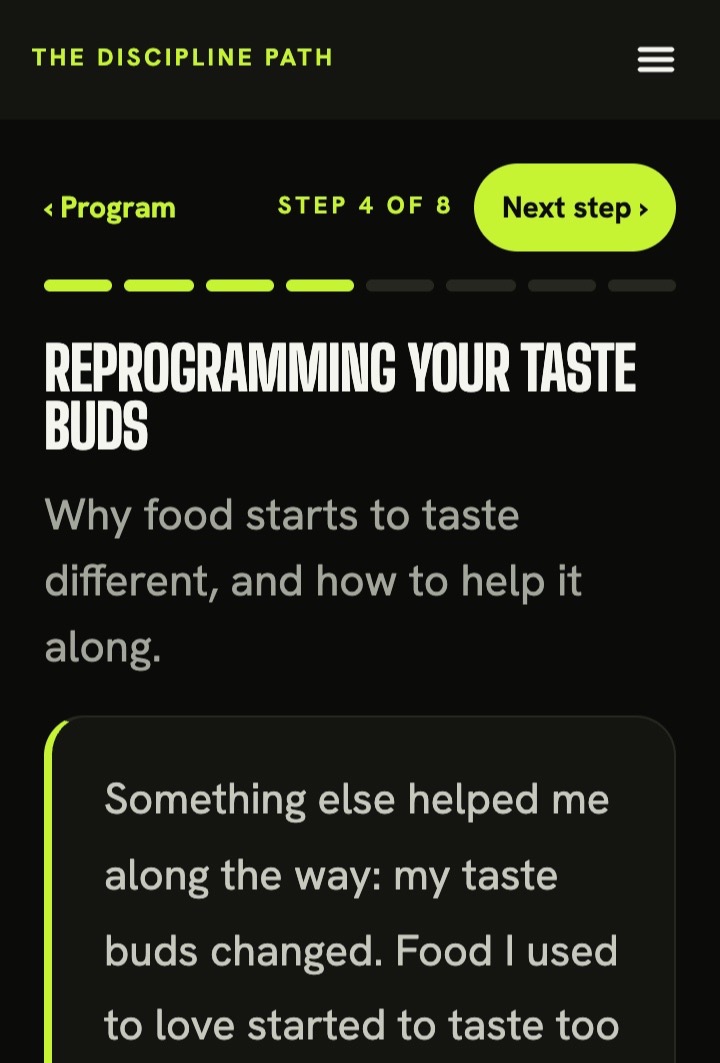 THE DISCIPLINE PATH
‹ Program
STEP 4 OF 8
Next step ›
REPROGRAMMING YOUR TASTE
BUDS
Why food starts to taste
different, and how to help it
along.
Something else helped me
along the way: my taste
buds changed. Food I used
to love started to taste too